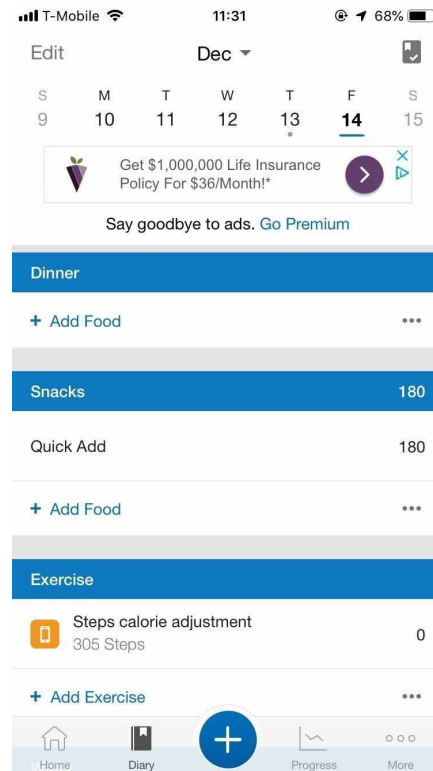 T-Mobile 11:31 68%
Edit Dec
S M T W T F S
9 10 11 12 13 14 15
Get $1,000,000 Life Insurance
Policy For $36/Month!*
Say goodbye to ads. Go Premium
Dinner
+ Add Food
Snacks 180
Quick Add 180
+ Add Food
Exercise
Steps calorie adjustment 0
305 Steps
+ Add Exercise
Home Diary Progress More